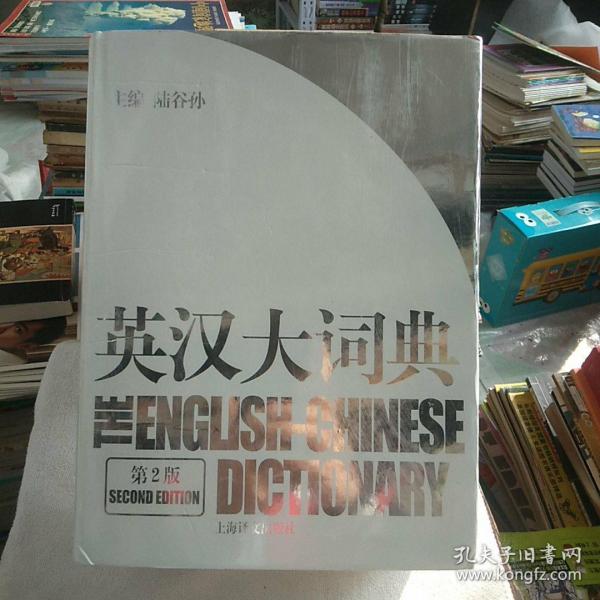 主编 陆谷孙
英汉大词典
THE ENGLISH-CHINESE
DICTIONARY
第2版
SECOND EDITION
上海译文出版社
孔夫子旧书网
www.kongfz.com